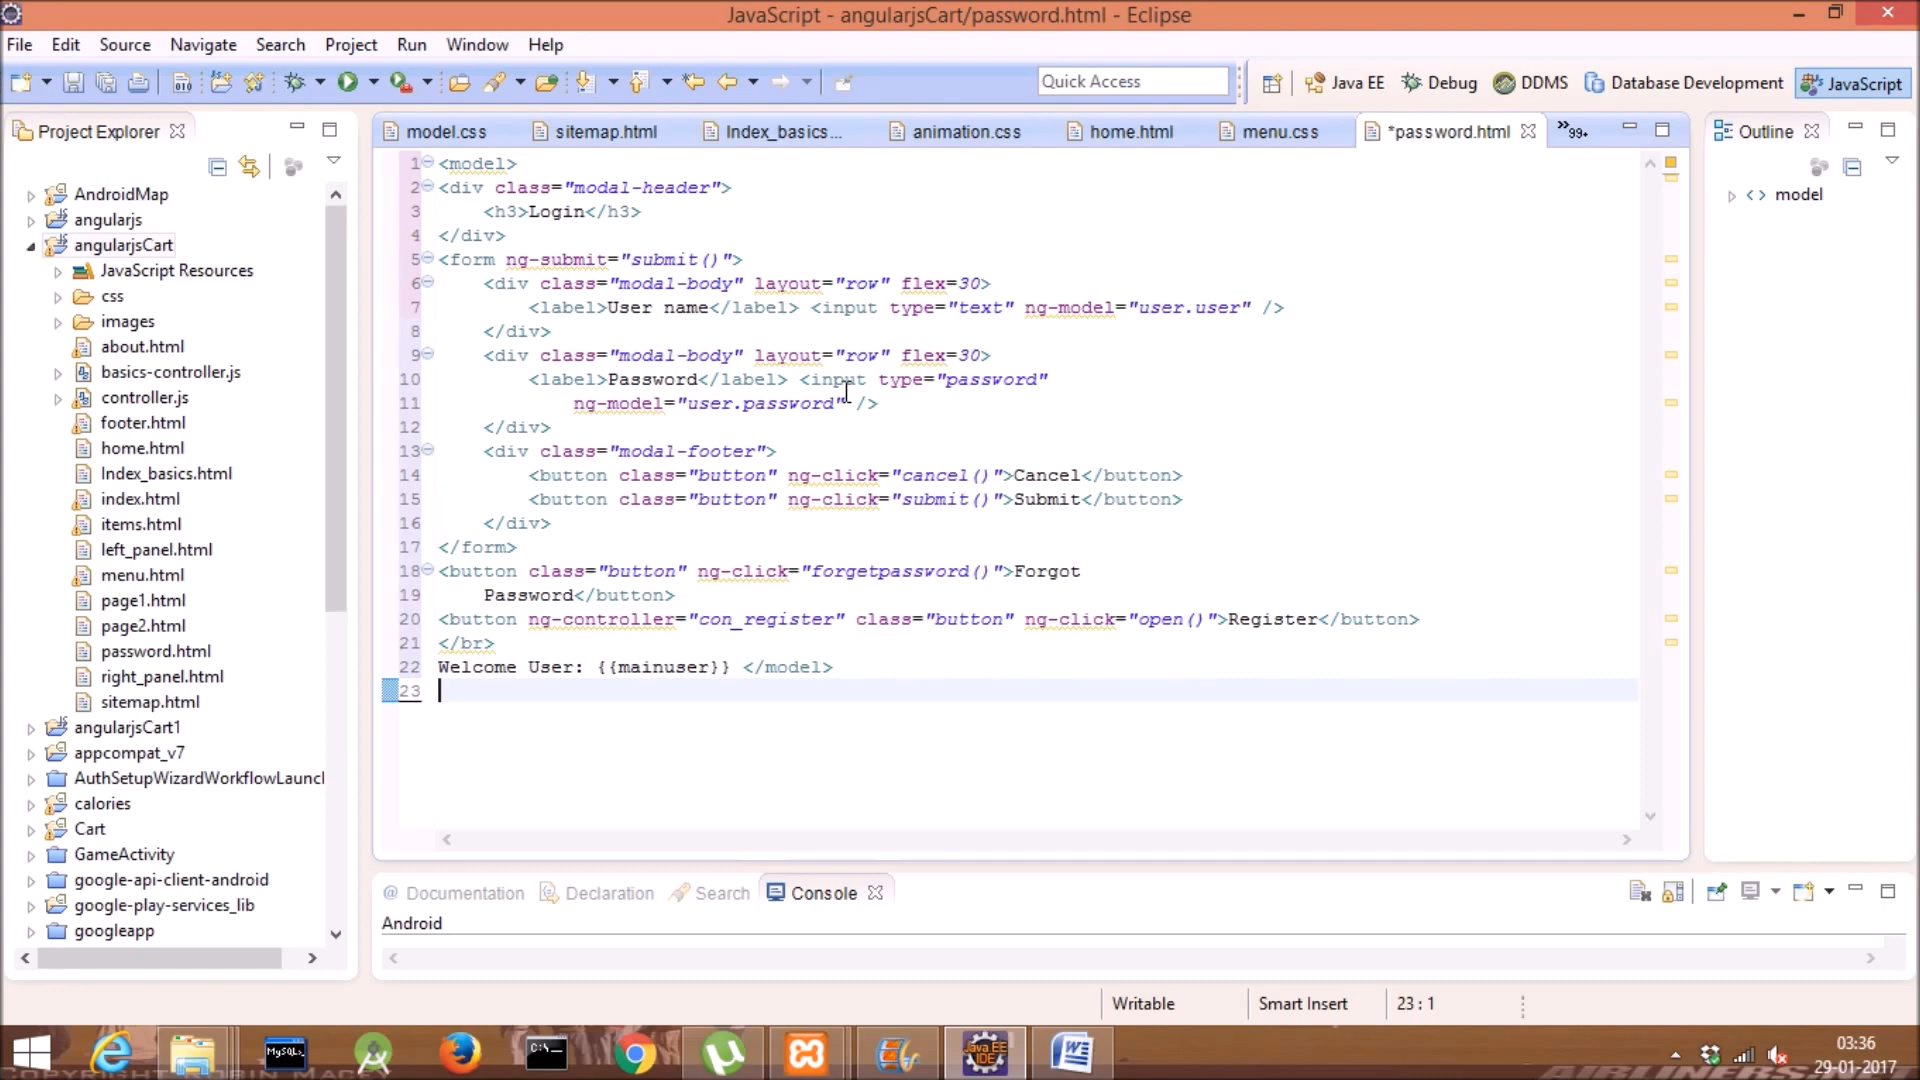 JavaScript - angularjsCart/password.html - Eclipse
File Edit Source Navigate Search Project Run Window Help
Quick Access
Java EE
Debug
DDMS
Database Development
JavaScript
Project Explorer
AndroidMap
angularjs
angularjsCart
JavaScript Resources
css
images
about.html
basics-controller.js
controller.js
footer.html
home.html
Index_basics.html
index.html
items.html
left_panel.html
menu.html
page1.html
page2.html
password.html
right_panel.html
sitemap.html
angularjsCart1
appcompat_v7
AuthSetupWizardWorkflowLauncl
calories
Cart
GameActivity
google-api-client-android
google-play-services_lib
googleapp
model.css sitemap.html Index_basics... animation.css home.html menu.css *password.html »99+
1 <model>
2 <div class="modal-header">
3 <h3>Login</h3>
4 </div>
5 <form ng-submit="submit()">
6 <div class="modal-body" layout="row" flex=30>
7 <label>User name</label> <input type="text" ng-model="user.user" />
8 </div>
9 <div class="modal-body" layout="row" flex=30>
10 <label>Password</label> <input type="password"
11 ng-model="user.password" />
12 </div>
13 <div class="modal-footer">
14 <button class="button" ng-click="cancel()">Cancel</button>
15 <button class="button" ng-click="submit()">Submit</button>
16 </div>
17 </form>
18 <button class="button" ng-click="forgetpassword()">Forgot
19 Password</button>
20 <button ng-controller="con_register" class="button" ng-click="open()">Register</button>
21 </br>
22 Welcome User: {{mainuser}} </model>
23
Outline
model
@ Documentation Declaration Search Console
Android
Writable Smart Insert 23 : 1
MySQL
C:\
Java EE
IDE
03:36
29-01-2017